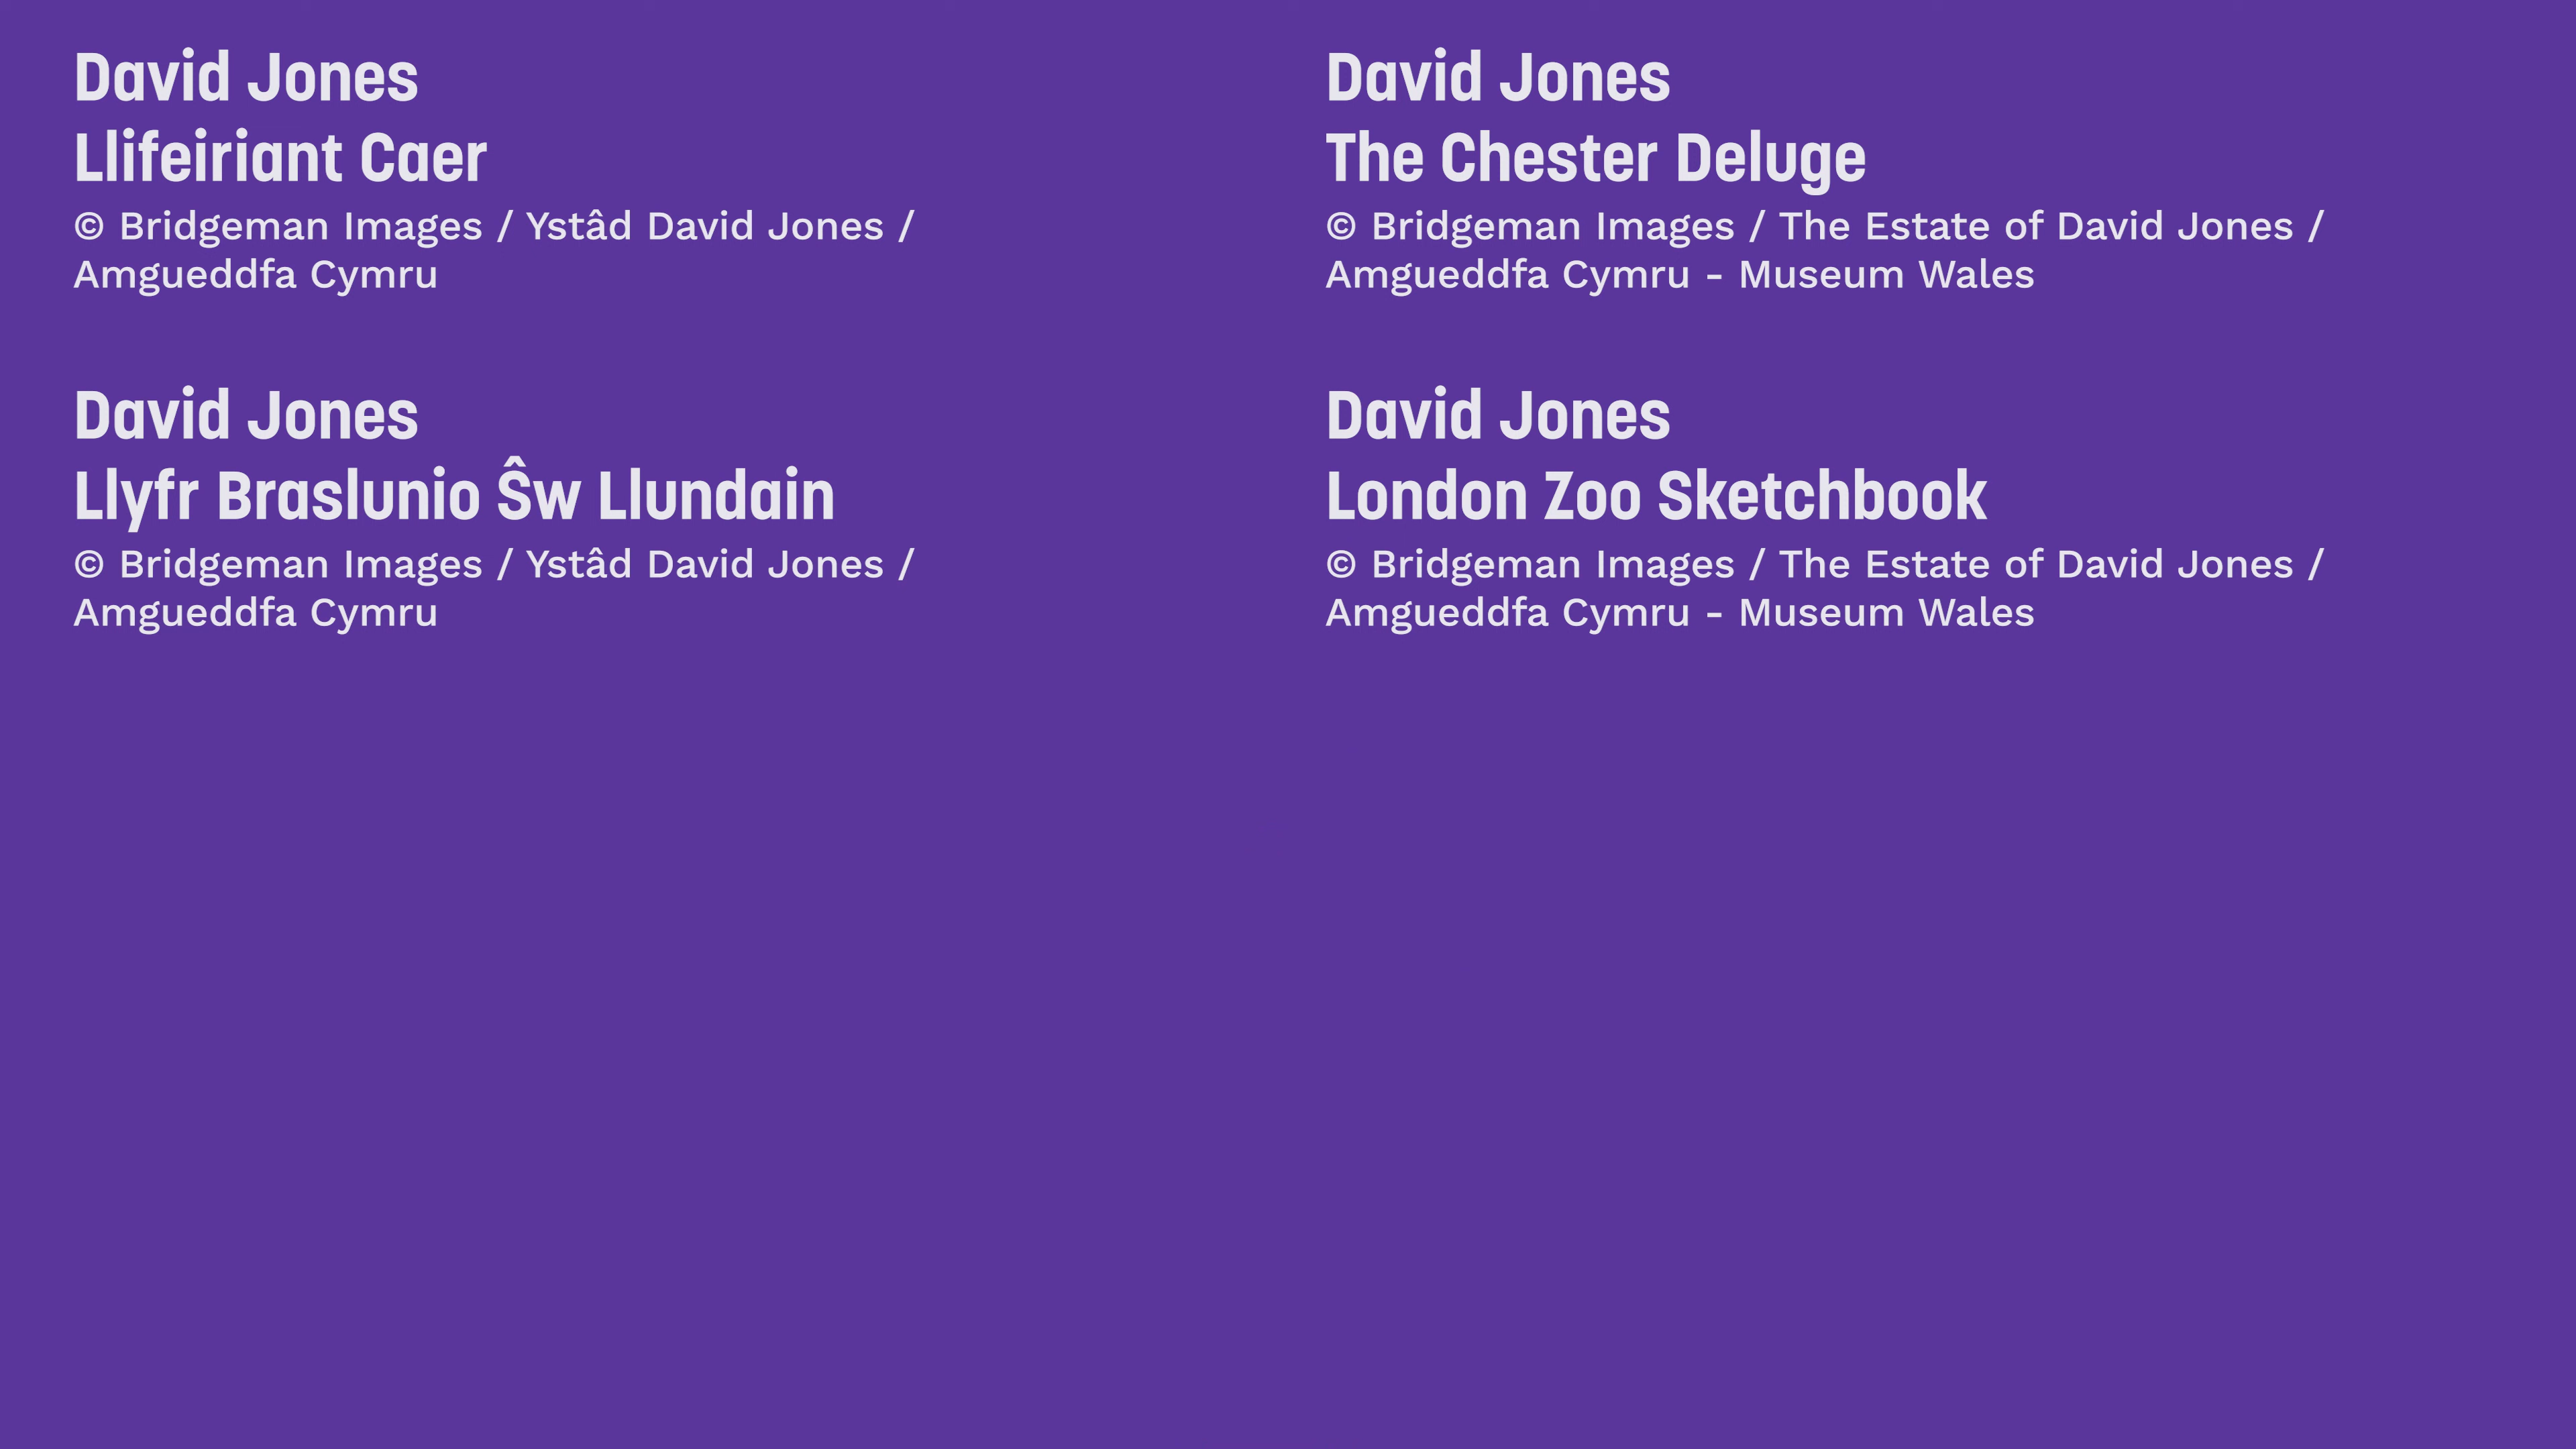 David Jones
Llifeiriant Caer
© Bridgeman Images / Ystâd David Jones /
Amgueddfa Cymru
David Jones
Llyfr Braslunio Ŝw Llundain
© Bridgeman Images / Ystâd David Jones /
Amgueddfa Cymru
David Jones
The Chester Deluge
© Bridgeman Images / The Estate of David Jones /
Amgueddfa Cymru - Museum Wales
David Jones
London Zoo Sketchbook
© Bridgeman Images / The Estate of David Jones /
Amgueddfa Cymru - Museum Wales